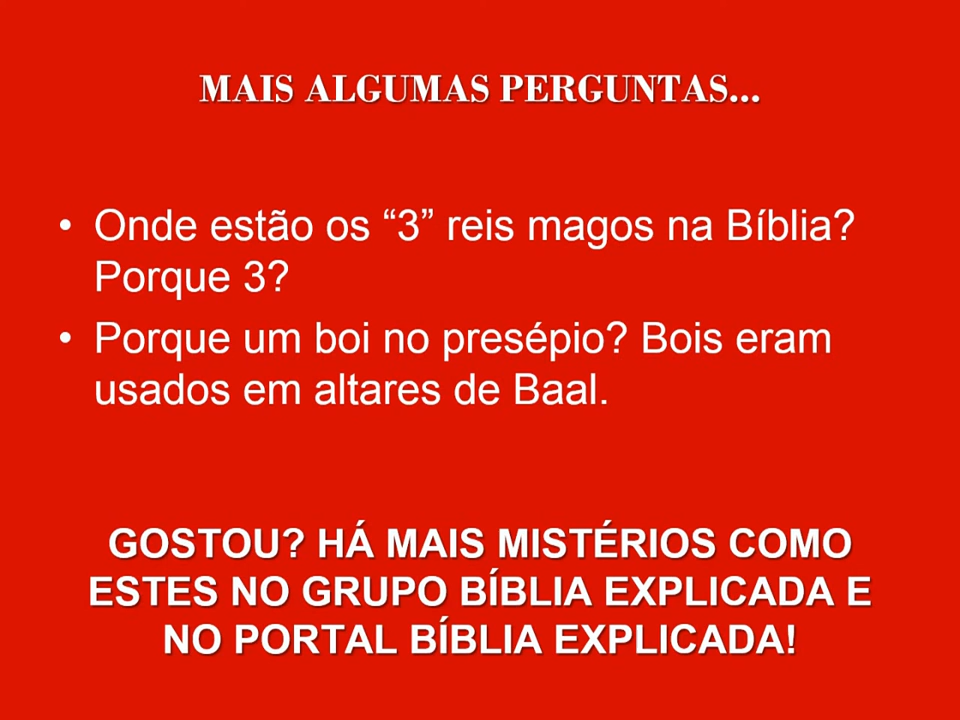 MAIS ALGUMAS PERGUNTAS...
• Onde estão os “3” reis magos na Bíblia?
Porque 3?
• Porque um boi no presépio? Bois eram
usados em altares de Baal.
GOSTOU? HÁ MAIS MISTÉRIOS COMO
ESTES NO GRUPO BÍBLIA EXPLICADA E
NO PORTAL BÍBLIA EXPLICADA!